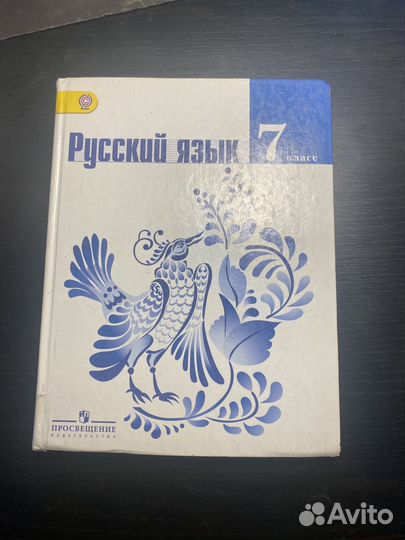 Русский язык
7
класс
ПРОСВЕЩЕНИЕ
ИЗДАТЕЛЬСТВО
Avito